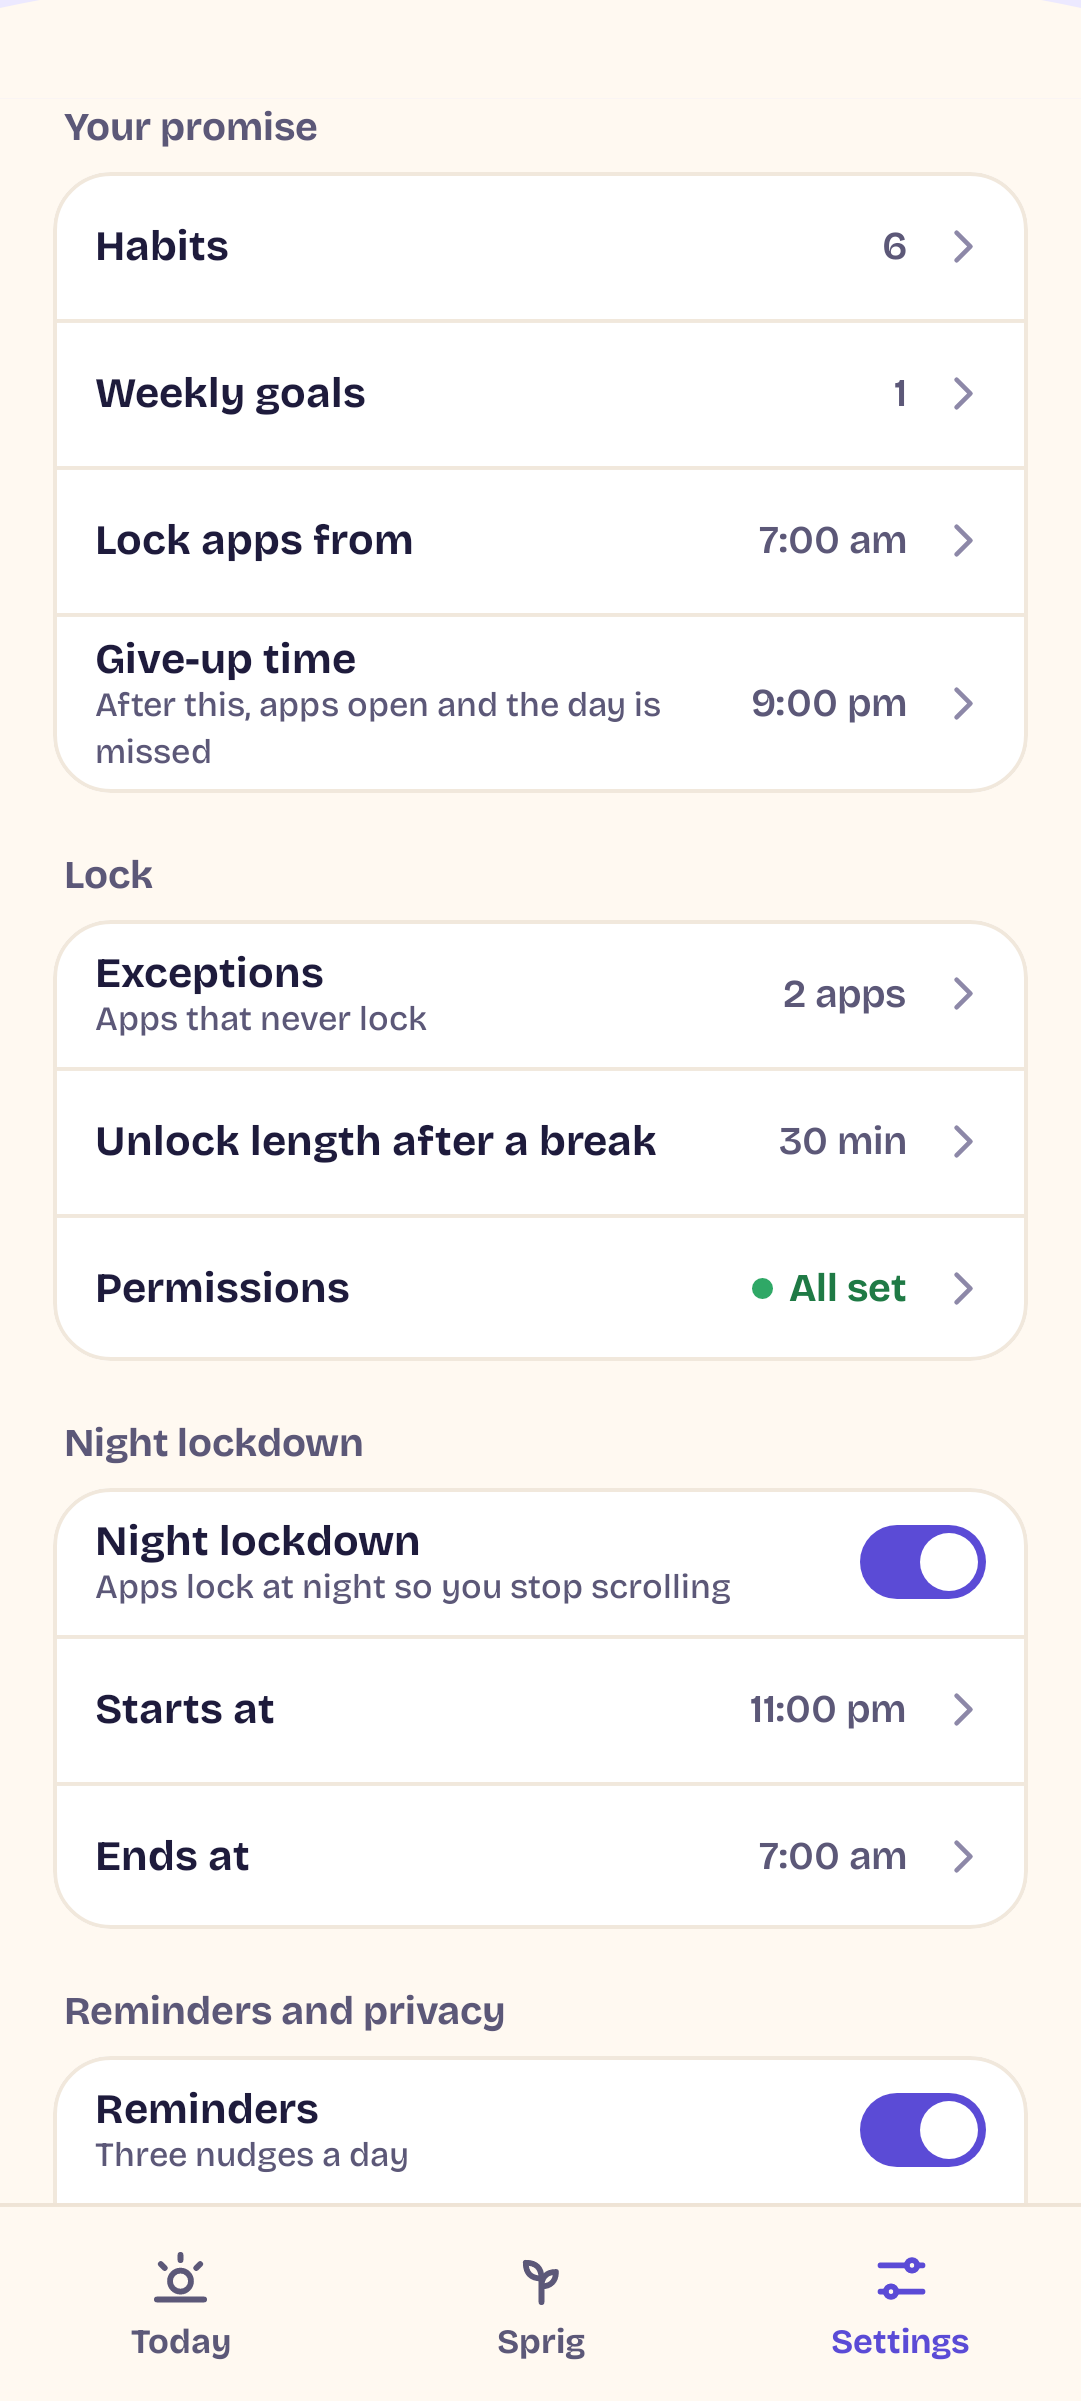 Your promise
Habits 6
Weekly goals 1
Lock apps from 7:00 am
Give-up time
After this, apps open and the day is
missed
9:00 pm
Lock
Exceptions
Apps that never lock
2 apps
Unlock length after a break 30 min
Permissions All set
Night lockdown
Night lockdown
Apps lock at night so you stop scrolling
Starts at 11:00 pm
Ends at 7:00 am
Reminders and privacy
Reminders
Three nudges a day
Today Sprig Settings